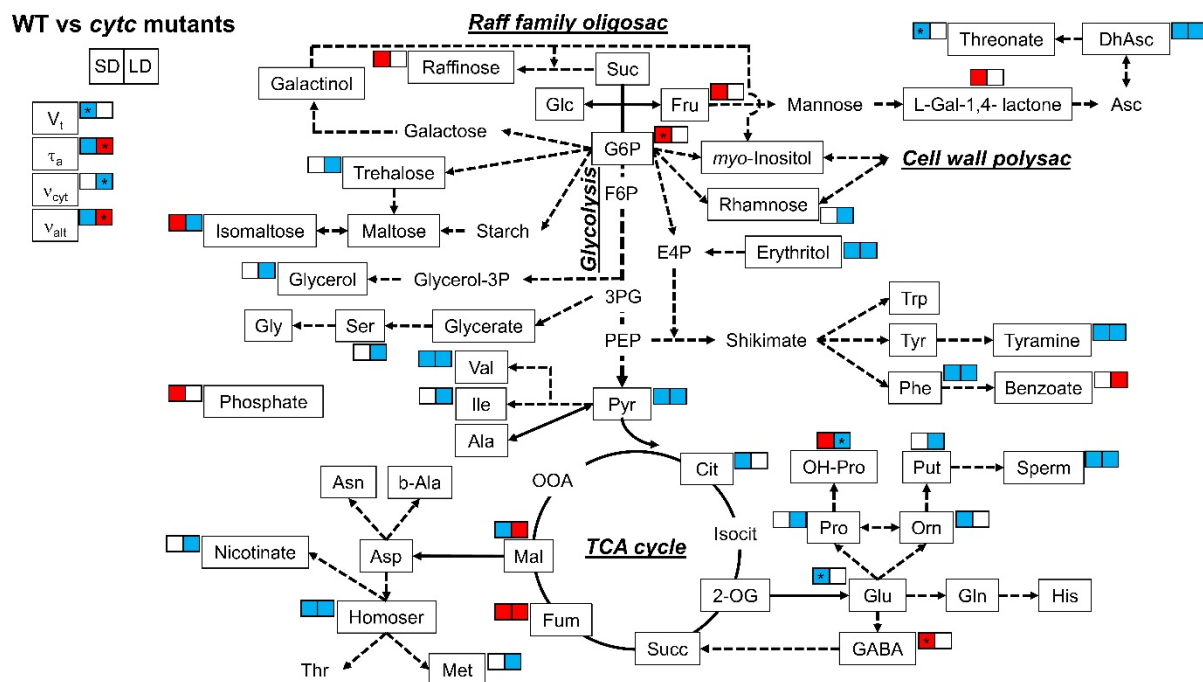 WT vs cytc mutants
Raff family oligosac
SD LD
Threonate
DhAsc
Galactinol
Raffinose
Suc
Glc
Fru
Mannose
L-Gal-1,4- lactone
Asc
Vt
τa
νcyt
νalt
Galactose
G6P
myo-Inositol
Cell wall polysac
Trehalose
F6P
Glycolysis
Rhamnose
Isomaltose
Maltose
Starch
E4P
Erythritol
Glycerol
Glycerol-3P
3PG
Trp
Gly
Ser
Glycerate
PEP
Shikimate
Tyr
Tyramine
Val
Phe
Benzoate
Phosphate
Ile
Pyr
Ala
Cit
OH-Pro
Put
Sperm
OOA
Asn
b-Ala
Isocit
Pro
Orn
Nicotinate
Asp
Mal
TCA cycle
2-OG
Glu
Gln
His
Homoser
Fum
Succ
GABA
Thr
Met
* * * * * * * * *